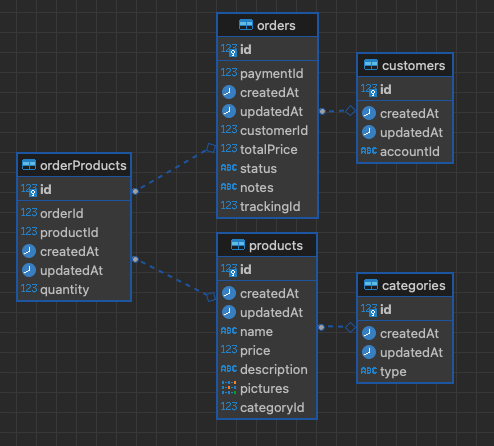 orders
123 id
123 paymentId
createdAt
updatedAt
123 customerId
123 totalPrice
ABC status
ABC notes
123 trackingId
customers
123 id
createdAt
updatedAt
ABC accountId
orderProducts
123 id
123 orderId
123 productId
createdAt
updatedAt
123 quantity
products
123 id
createdAt
updatedAt
ABC name
123 price
ABC description
pictures
123 categoryId
categories
123 id
createdAt
updatedAt
ABC type